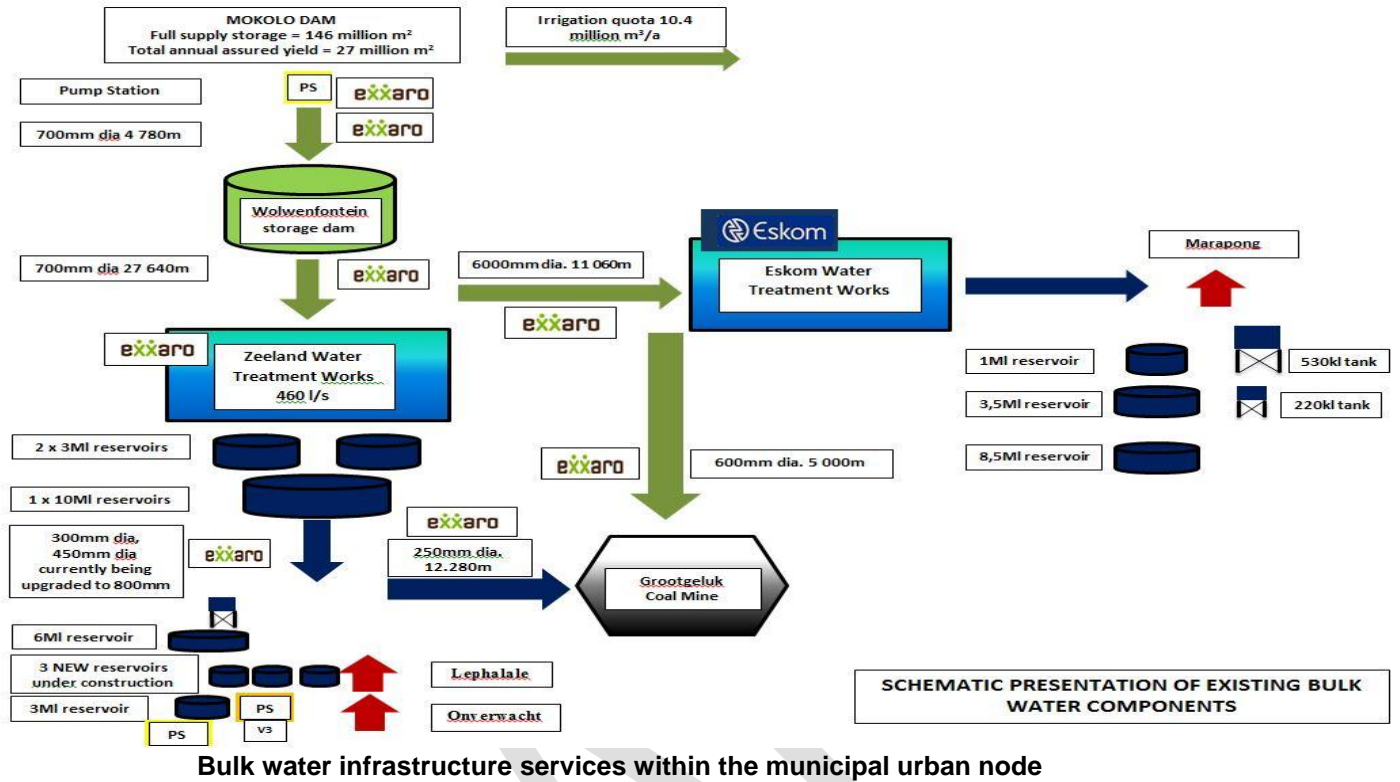 MOKOLO DAM
Full supply storage = 146 million m²
Total annual assured yield = 27 million m²
Irrigation quota 10.4
million m³/a
Pump Station
PS
exxaro
700mm dia 4 780m
exxaro
Wolwenfontein
storage dam
700mm dia 27 640m
exxaro
6000mm dia. 11 060m
exxaro
Eskom
Eskom Water
Treatment Works
Marapong
exxaro
Zeeland Water
Treatment Works
460 l/s
1Ml reservoir
530kl tank
3,5Ml reservoir
220kl tank
8,5Ml reservoir
2 x 3Ml reservoirs
1 x 10Ml reservoirs
exxaro
600mm dia. 5 000m
300mm dia,
450mm dia
currently being
upgraded to 800mm
exxaro
exxaro
250mm dia.
12.280m
Grootgeluk
Coal Mine
6Ml reservoir
3 NEW reservoirs
under construction
Lephalale
3Ml reservoir
PS
V3
PS
Onverwacht
SCHEMATIC PRESENTATION OF EXISTING BULK
WATER COMPONENTS
Bulk water infrastructure services within the municipal urban node